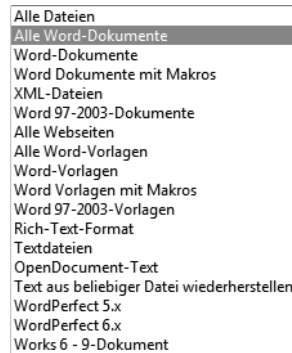 Alle Dateien
Alle Word-Dokumente
Word-Dokumente
Word Dokumente mit Makros
XML-Dateien
Word 97-2003-Dokumente
Alle Webseiten
Alle Word-Vorlagen
Word-Vorlagen
Word Vorlagen mit Makros
Word 97-2003-Vorlagen
Rich-Text-Format
Textdateien
OpenDocument-Text
Text aus beliebiger Datei wiederherstellen
WordPerfect 5.x
WordPerfect 6.x
Works 6 - 9-Dokument